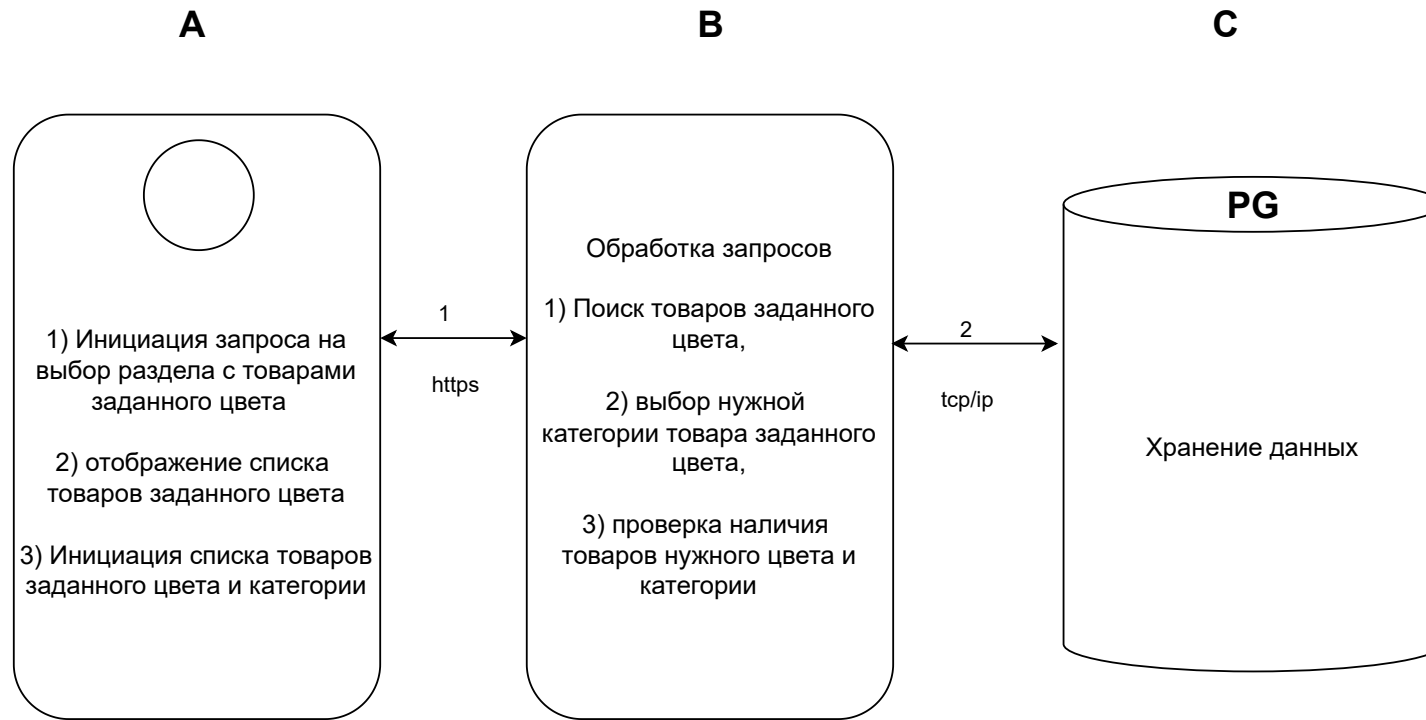 A
B
C
1) Инициация запроса на
выбор раздела с товарами
заданного цвета
2) отображение списка
товаров заданного цвета
3) Инициация списка товаров
заданного цвета и категории
1
https
Обработка запросов
1) Поиск товаров заданного
цвета,
2) выбор нужной
категории товара заданного
цвета,
3) проверка наличия
товаров нужного цвета и
категории
2
tcp/ip
PG
Хранение данных